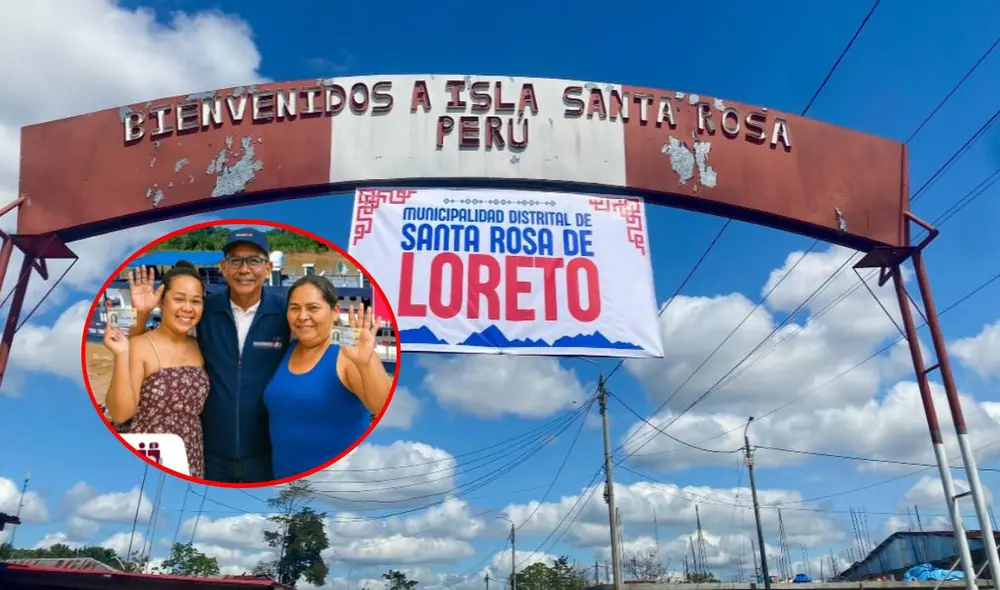 BIENVENIDOS A ISLA SANTA ROSA
PERÚ
MUNICIPALIDAD DISTRITAL DE
SANTA ROSA DE
LORETO